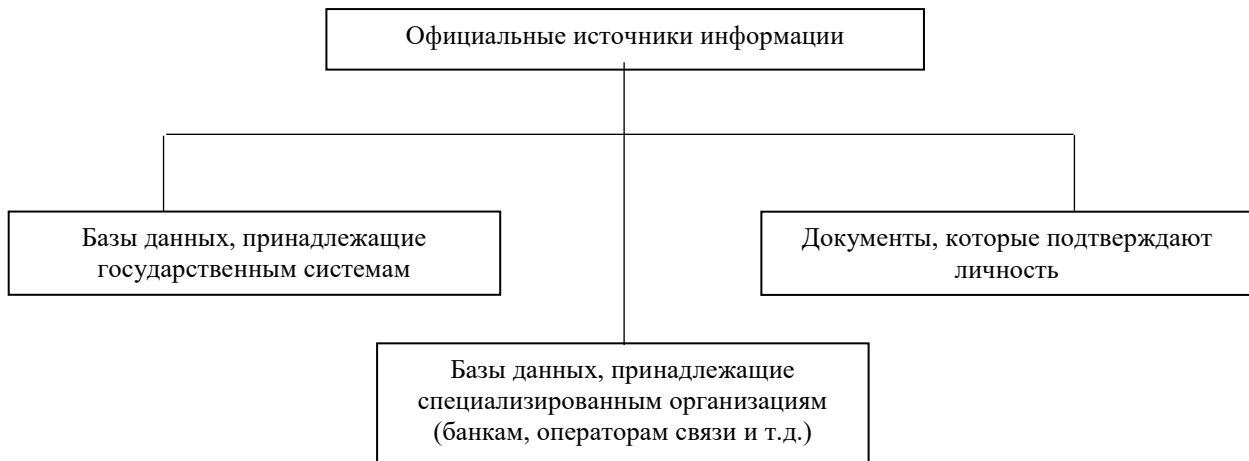 Официальные источники информации
Базы данных, принадлежащие
государственным системам
Документы, которые подтверждают
личность
Базы данных, принадлежащие
специализированным организациям
(банкам, операторам связи и т.д.)